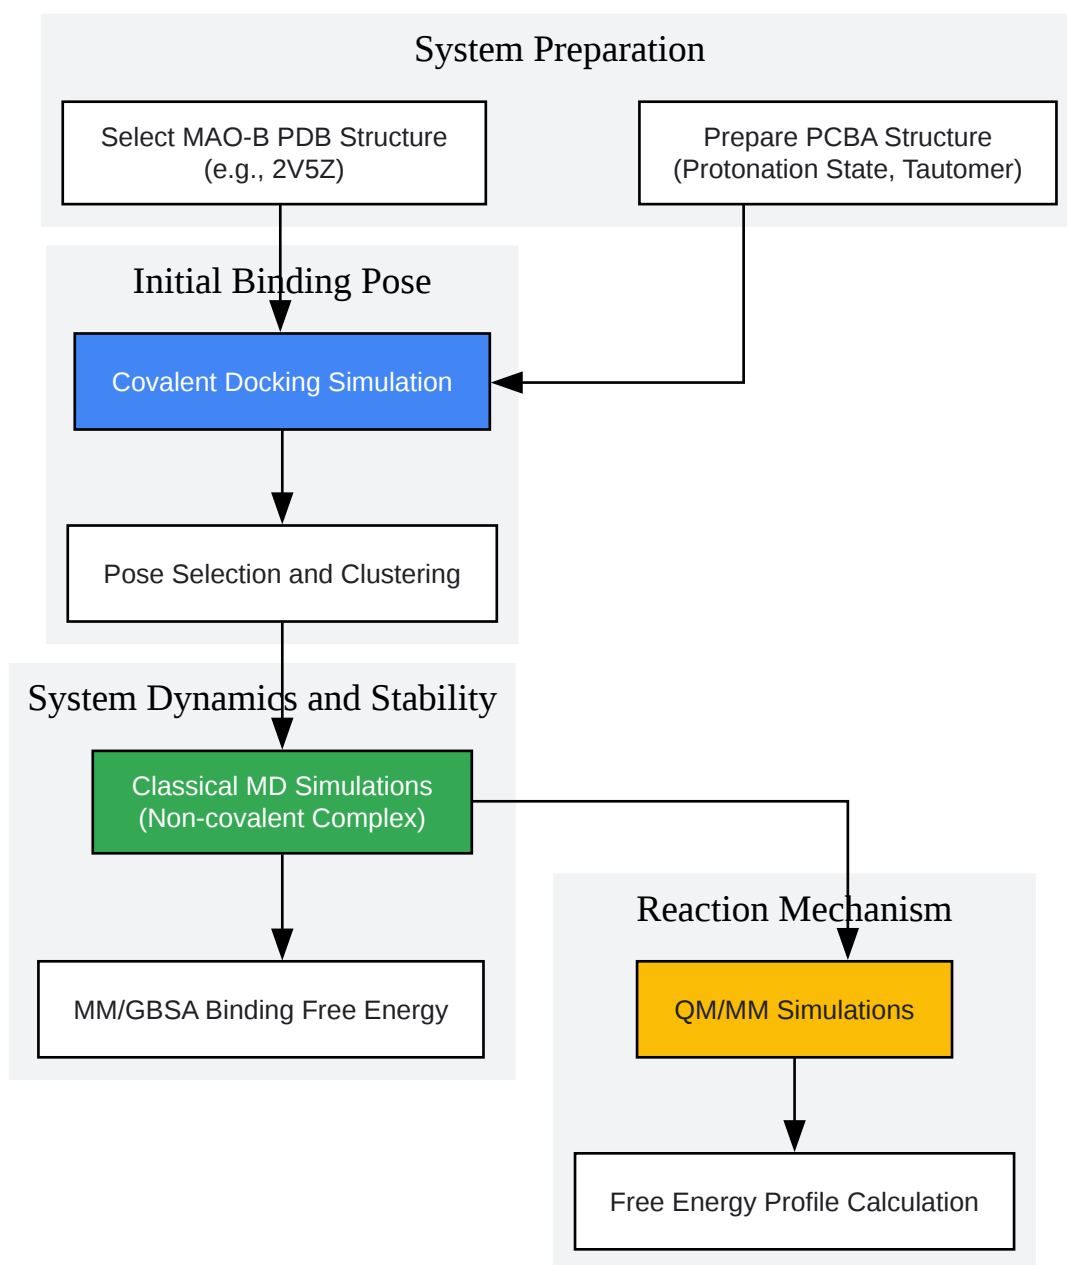 System Preparation
Select MAO-B PDB Structure
(e.g., 2V5Z)
Prepare PCBA Structure
(Protonation State, Tautomer)
Initial Binding Pose
Covalent Docking Simulation
Pose Selection and Clustering
System Dynamics and Stability
Classical MD Simulations
(Non-covalent Complex)
MM/GBSA Binding Free Energy
Reaction Mechanism
QM/MM Simulations
Free Energy Profile Calculation